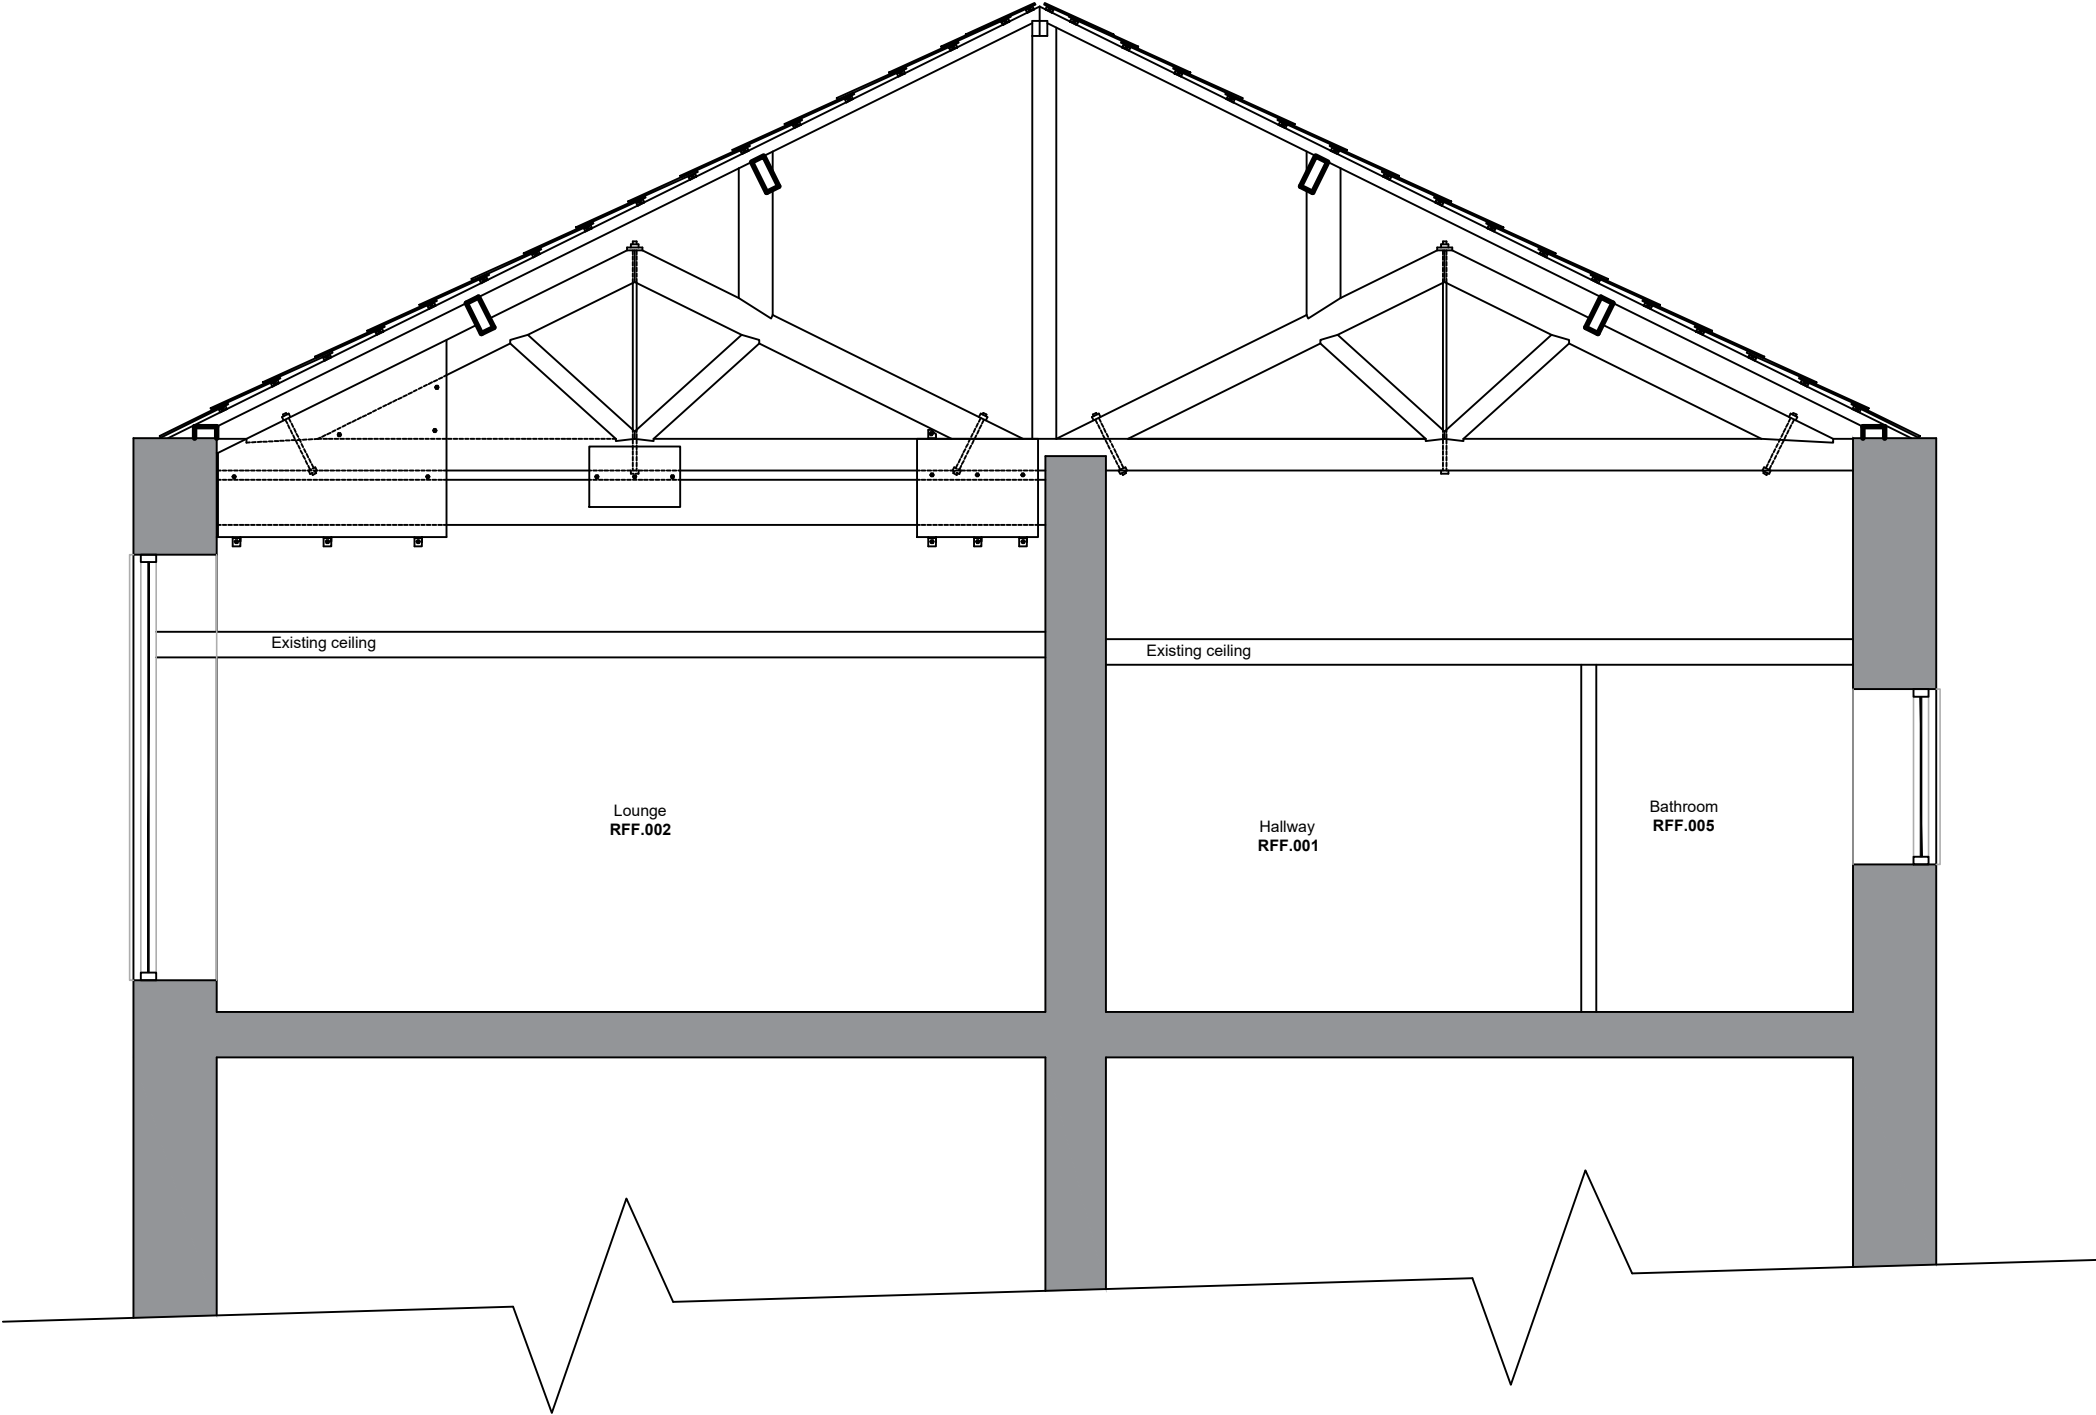 Existing ceiling
Existing ceiling
Lounge
RFF.002
Hallway
RFF.001
Bathroom
RFF.005